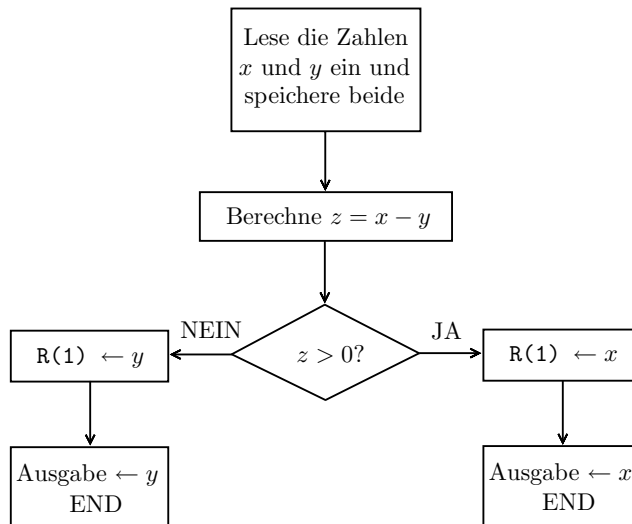 Lese die Zahlen
x und y ein und
speichere beide
Berechne z = x − y
NEIN
JA
R(1) ← y
z > 0?
R(1) ← x
Ausgabe ← y
END
Ausgabe ← x
END